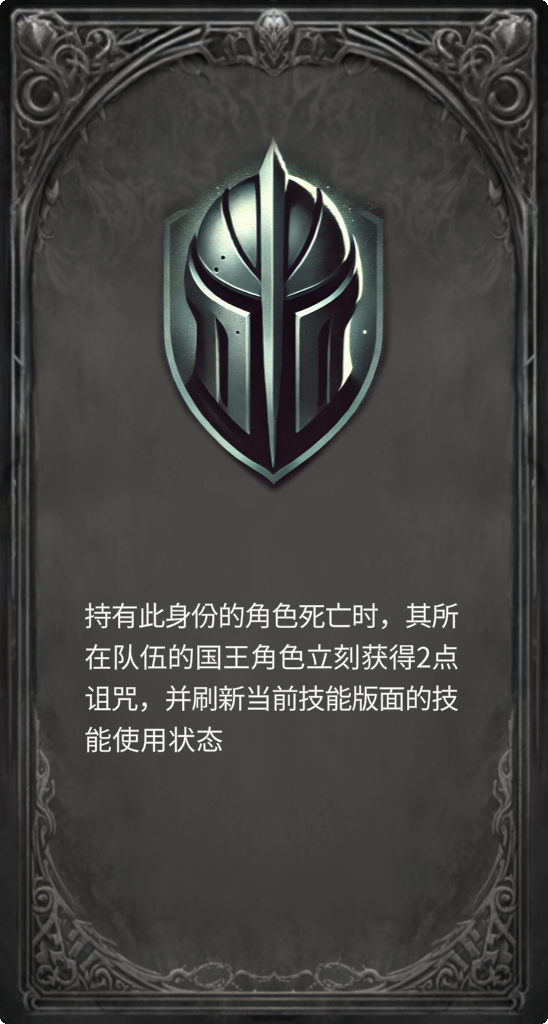 持有此身份的角色死亡时，其所
在队伍的国王角色立刻获得2点
诅咒，并刷新当前技能版面的技
能使用状态